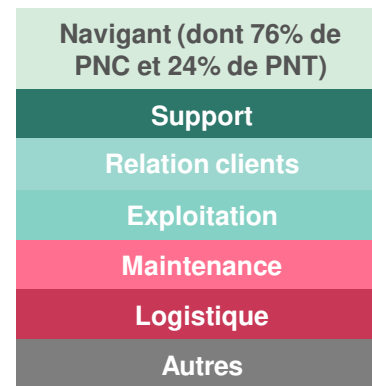 Navigant (dont 76% de
PNC et 24% de PNT)
Support
Relation clients
Exploitation
Maintenance
Logistique
Autres